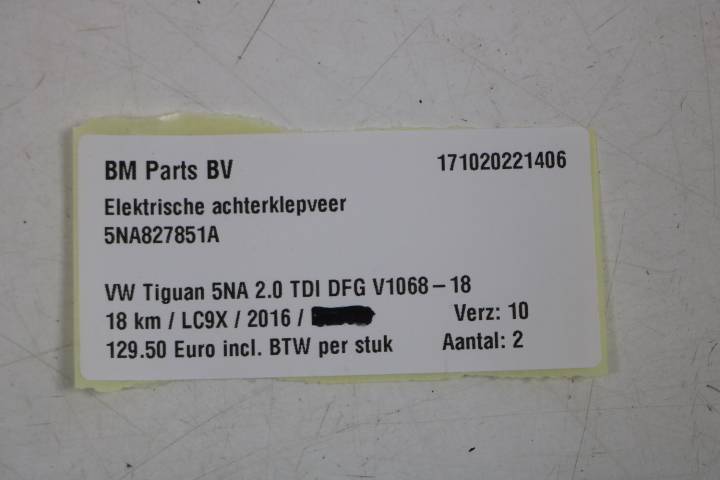 BM Parts BV 171020221406
Elektrische achterklepveer
5NA827851A
VW Tiguan 5NA 2.0 TDI DFG V1068-18
18 km / LC9X / 2016 / Verz: 10
129.50 Euro incl. BTW per stuk Aantal: 2